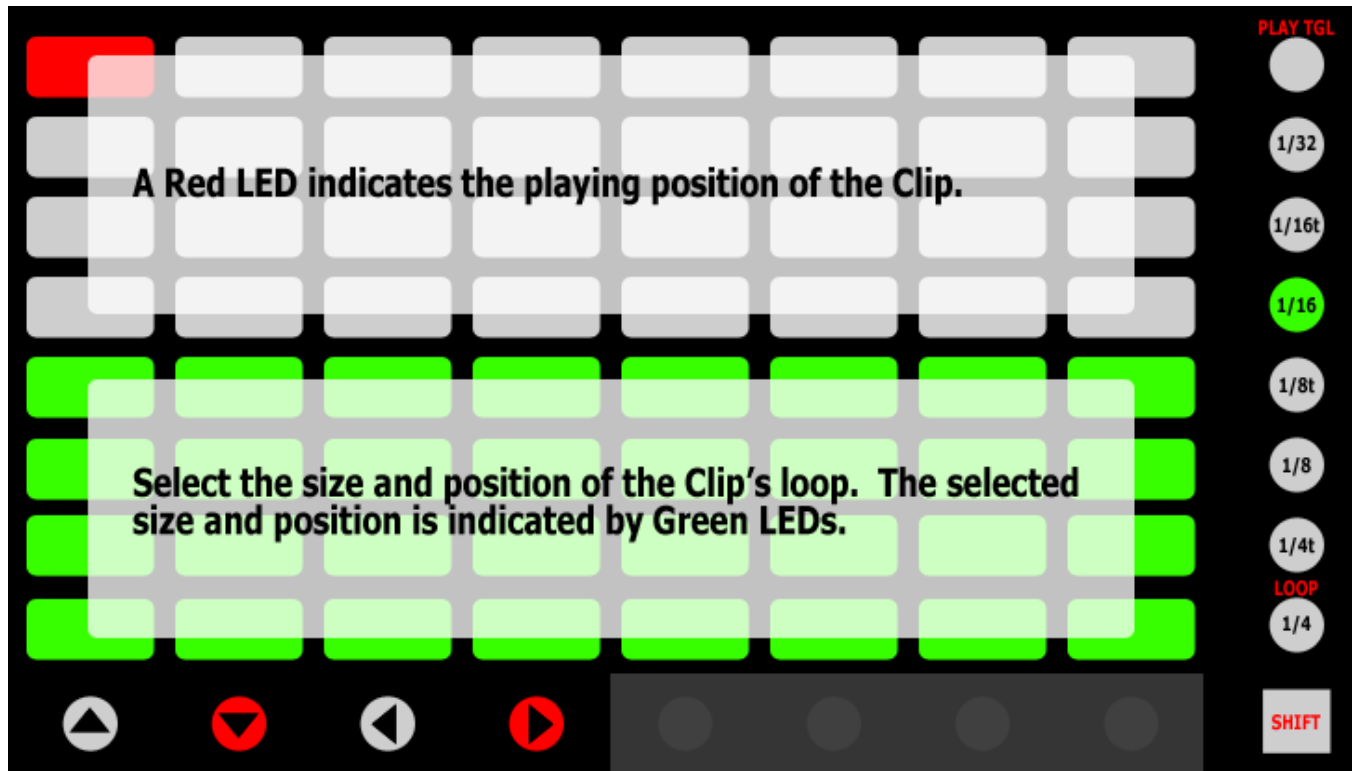 PLAY TGL
1/32
A Red LED indicates the playing position of the Clip.
1/16t
1/16
1/8t
Select the size and position of the Clip's loop.  The selected
size and position is indicated by Green LEDs.
1/8
1/4t
LOOP
1/4
SHIFT